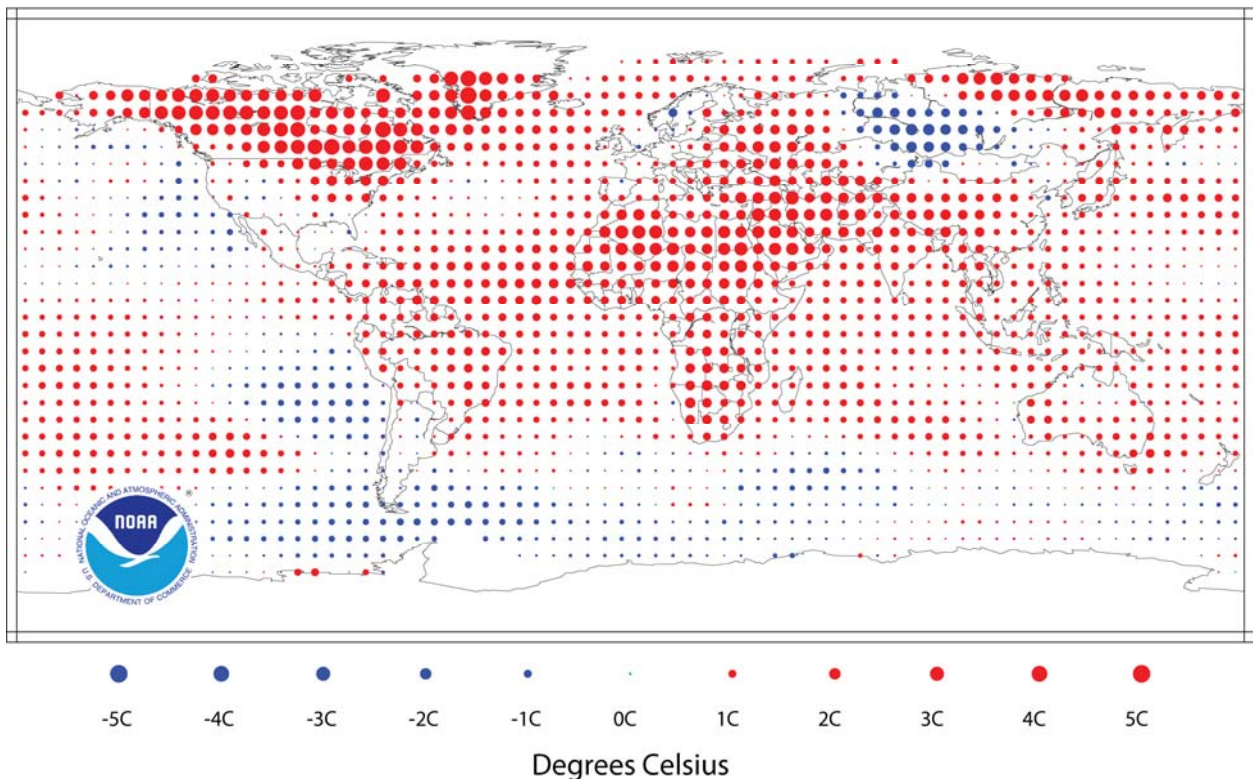 ®
NATIONAL OCEANIC AND ATMOSPHERIC ADMINISTRATION
NOAA
U.S. DEPARTMENT OF COMMERCE
-5C -4C -3C -2C -1C 0C 1C 2C 3C 4C 5C
Degrees Celsius